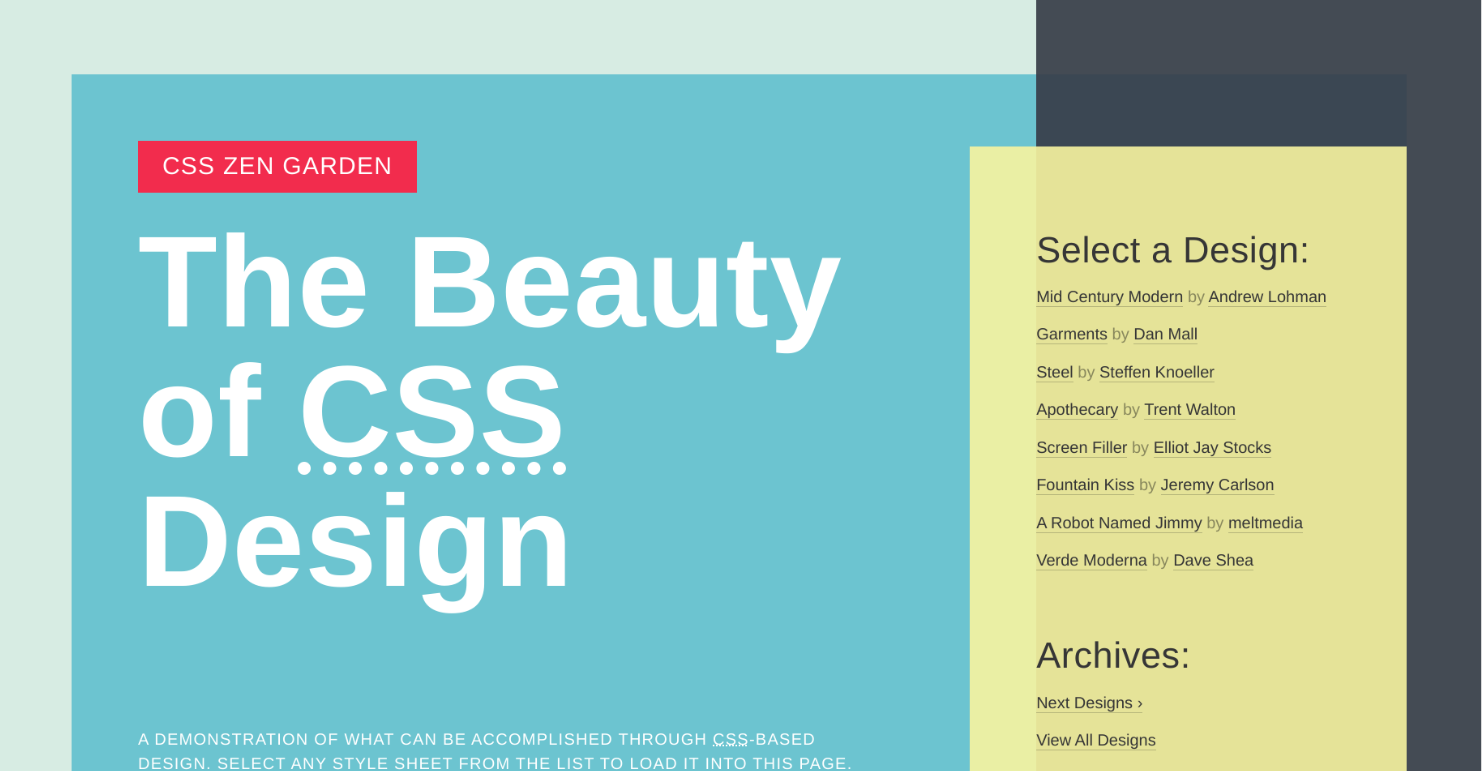 CSS ZEN GARDEN
The Beauty
of CSS
Design
A DEMONSTRATION OF WHAT CAN BE ACCOMPLISHED THROUGH CSS-BASED
DESIGN. SELECT ANY STYLE SHEET FROM THE LIST TO LOAD IT INTO THIS PAGE.
Select a Design:
Mid Century Modern by Andrew Lohman
Garments by Dan Mall
Steel by Steffen Knoeller
Apothecary by Trent Walton
Screen Filler by Elliot Jay Stocks
Fountain Kiss by Jeremy Carlson
A Robot Named Jimmy by meltmedia
Verde Moderna by Dave Shea
Archives:
Next Designs ›
View All Designs